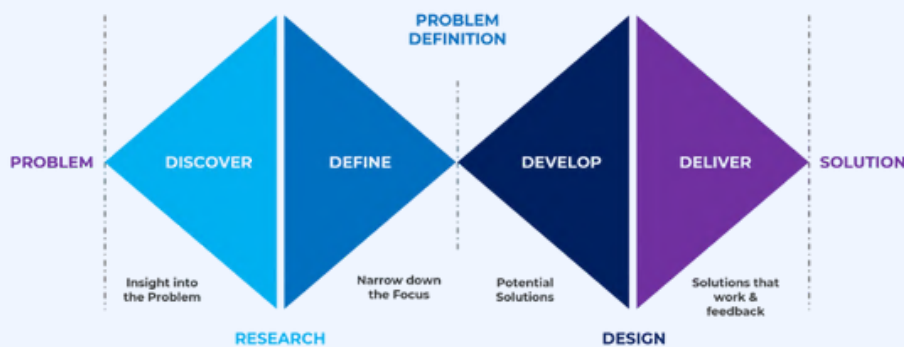 PROBLEM
DEFINITION
PROBLEM
DISCOVER
DEFINE
DEVELOP
DELIVER
SOLUTION
Insight into
the Problem
Narrow down
the Focus
Potential
Solutions
Solutions that
work &
feedback
RESEARCH
DESIGN